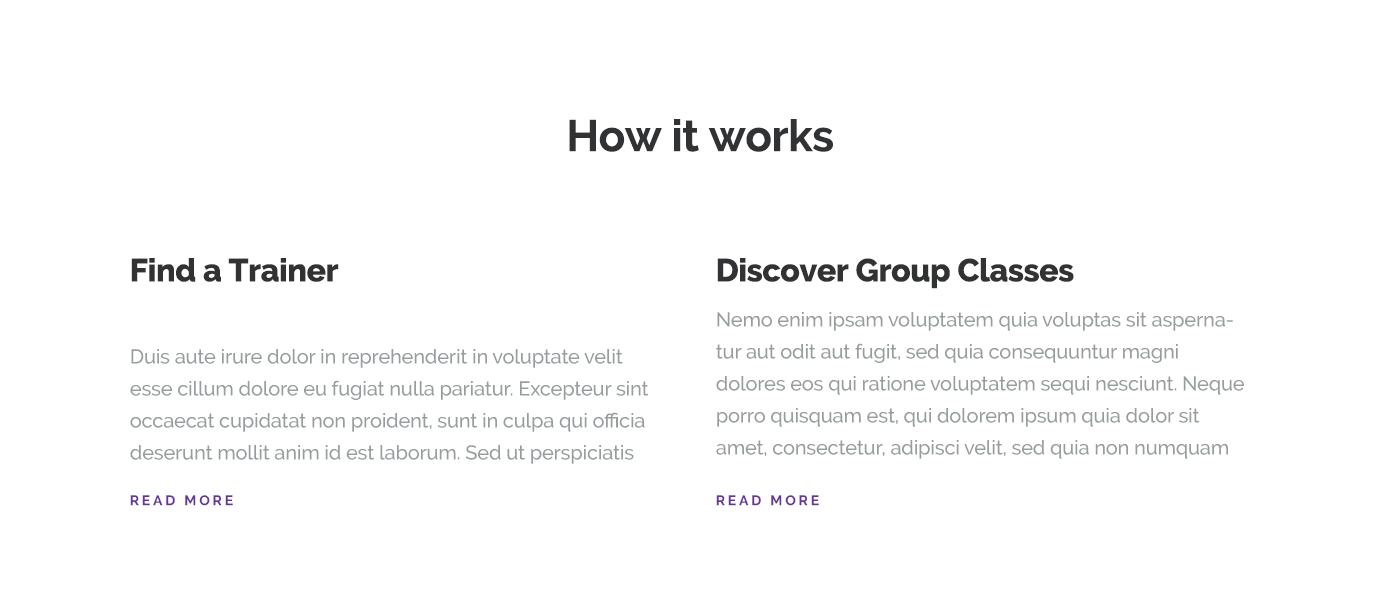 How it works
Find a Trainer
Duis aute irure dolor in reprehenderit in voluptate velit
esse cillum dolore eu fugiat nulla pariatur. Excepteur sint
occaecat cupidatat non proident, sunt in culpa qui officia
deserunt mollit anim id est laborum. Sed ut perspiciatis
READ MORE
Discover Group Classes
Nemo enim ipsam voluptatem quia voluptas sit asperna-
tur aut odit aut fugit, sed quia consequuntur magni
dolores eos qui ratione voluptatem sequi nesciunt. Neque
porro quisquam est, qui dolorem ipsum quia dolor sit
amet, consectetur, adipisci velit, sed quia non numquam
READ MORE